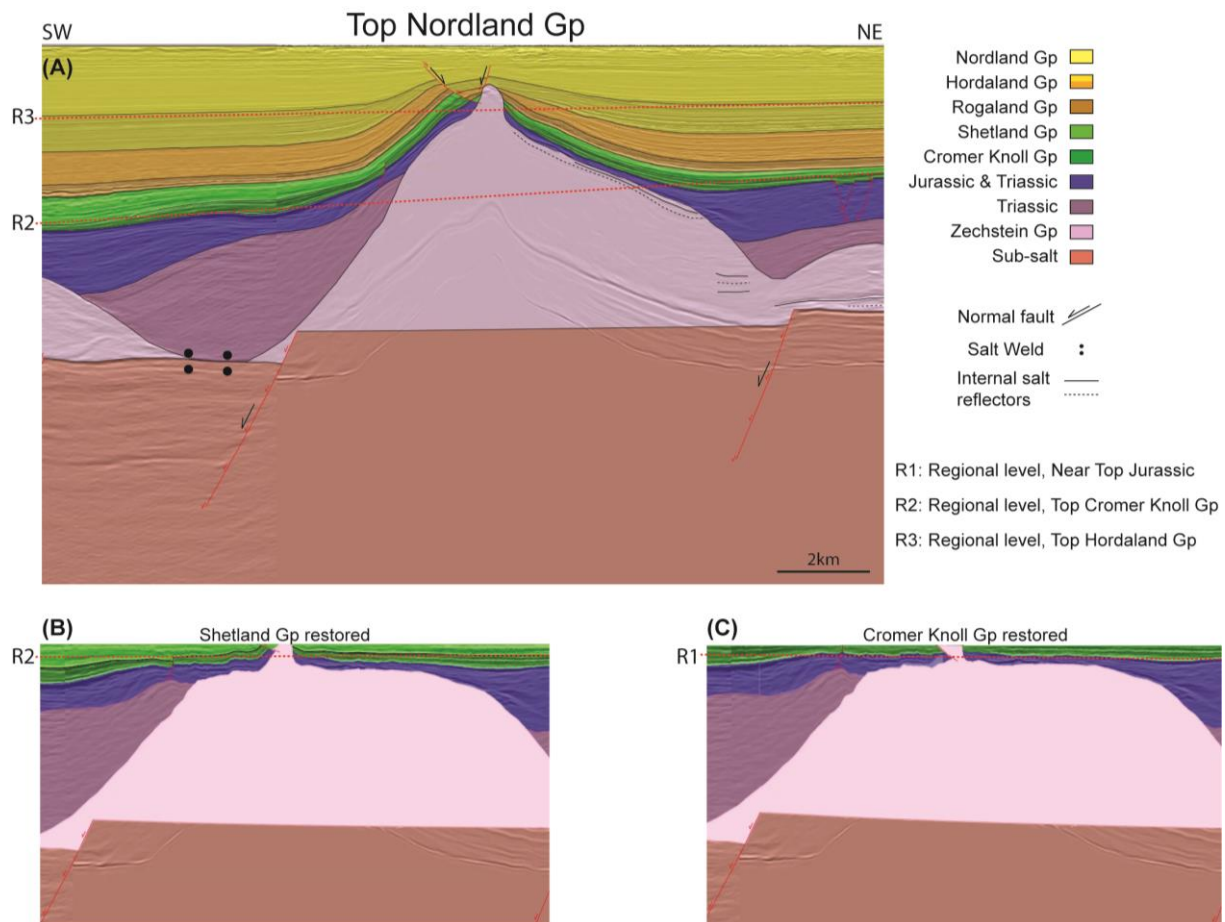 SW
Top Nordland Gp
NE
(A)
R3
R2
Nordland Gp
Hordaland Gp
Rogaland Gp
Shetland Gp
Cromer Knoll Gp
Jurassic & Triassic
Triassic
Zechstein Gp
Sub-salt
Normal fault
Salt Weld
Internal salt
reflectors
R1: Regional level, Near Top Jurassic
R2: Regional level, Top Cromer Knoll Gp
R3: Regional level, Top Hordaland Gp
2km
(B)
Shetland Gp restored
R2
(C)
Cromer Knoll Gp restored
R1